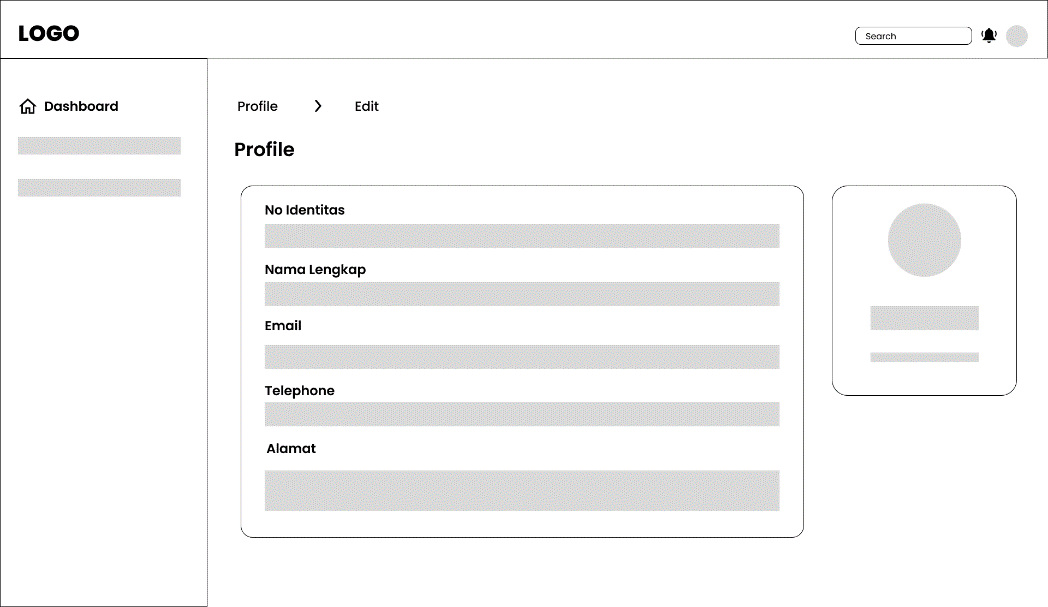 LOGO
Search
Dashboard
Profile
Edit
Profile
No Identitas
Nama Lengkap
Email
Telephone
Alamat